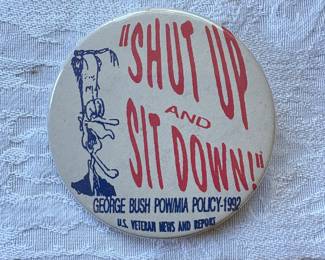 "SHUT UP
AND
SIT DOWN!"
GEORGE BUSH POW/MIA POLICY-1992
U.S. VETERAN NEWS AND REPORT